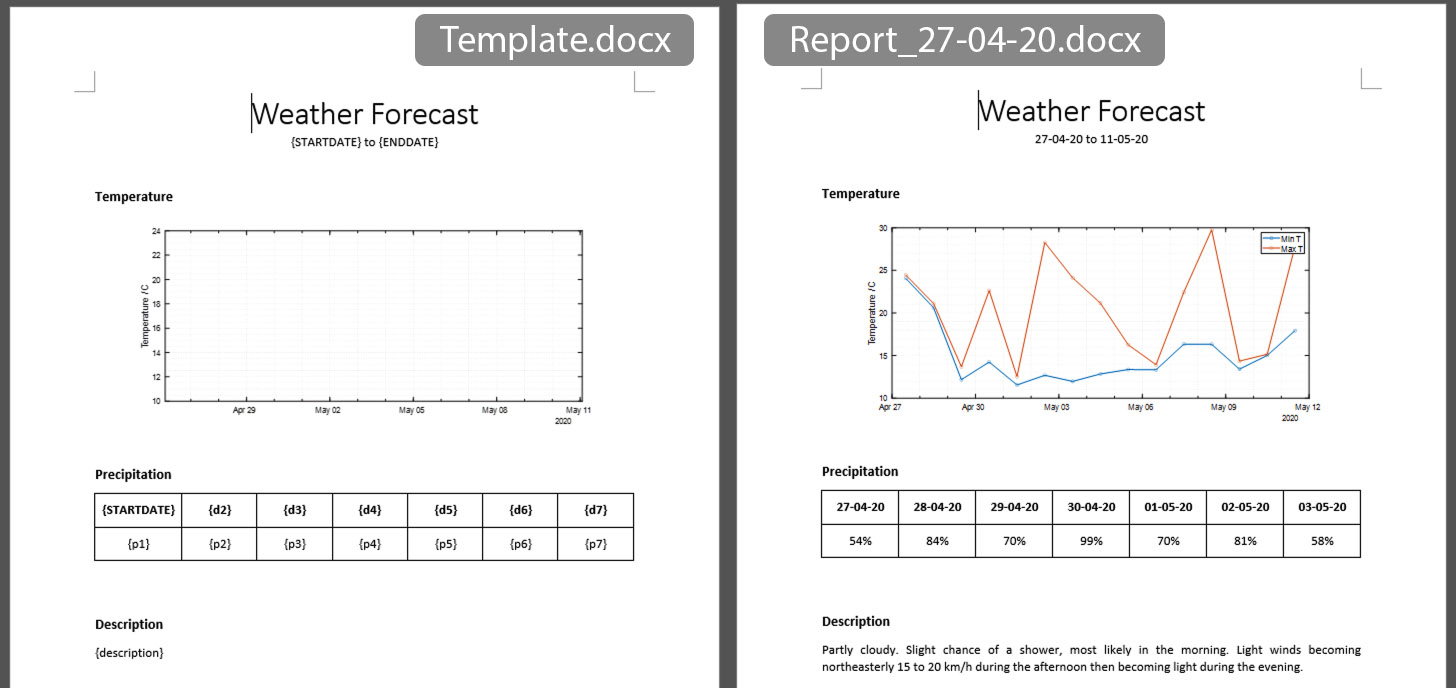 Template.docx
Weather Forecast
{STARTDATE} to {ENDDATE}
Temperature
24
22
20
18
16
14
12
10
Temperature / C
Apr 29 May 02 May 05 May 08 May 11
2020
Precipitation
{STARTDATE} {d2} {d3} {d4} {d5} {d6} {d7}
{p1} {p2} {p3} {p4} {p5} {p6} {p7}
Description
{description}
Report_27-04-20.docx
Weather Forecast
27-04-20 to 11-05-20
Temperature
30
25
20
15
10
Temperature / C
Min T
Max T
Apr 27 Apr 30 May 03 May 06 May 09 May 12
2020
Precipitation
27-04-20 28-04-20 29-04-20 30-04-20 01-05-20 02-05-20 03-05-20
54% 84% 70% 99% 70% 81% 58%
Description
Partly cloudy. Slight chance of a shower, most likely in the morning. Light winds becoming
northeasterly 15 to 20 km/h during the afternoon then becoming light during the evening.